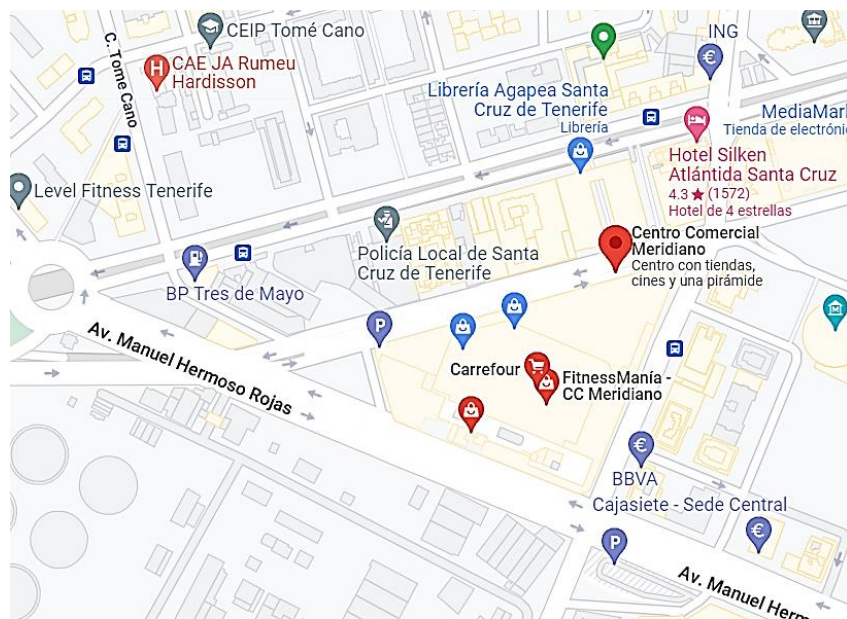 CEIP Tomé Cano
ING
C. Tome Cano
H
CAE JA Rumeu
Hardisson
Librería Agapea Santa
Cruz de Tenerife
Librería
MediaMark
Tienda de electrónic
Hotel Silken
Atlántida Santa Cruz
4.3 ★ (1572)
Hotel de 4 estrellas
Level Fitness Tenerife
Policía Local de Santa
Cruz de Tenerife
Centro Comercial
Meridiano
Centro con tiendas,
cines y una pirámide
BP Tres de Mayo
P
Av. Manuel Hermoso Rojas
Carrefour
FitnessManía -
CC Meridiano
€
BBVA
Cajasiete - Sede Central
€
P
Av. Manuel Herm
€